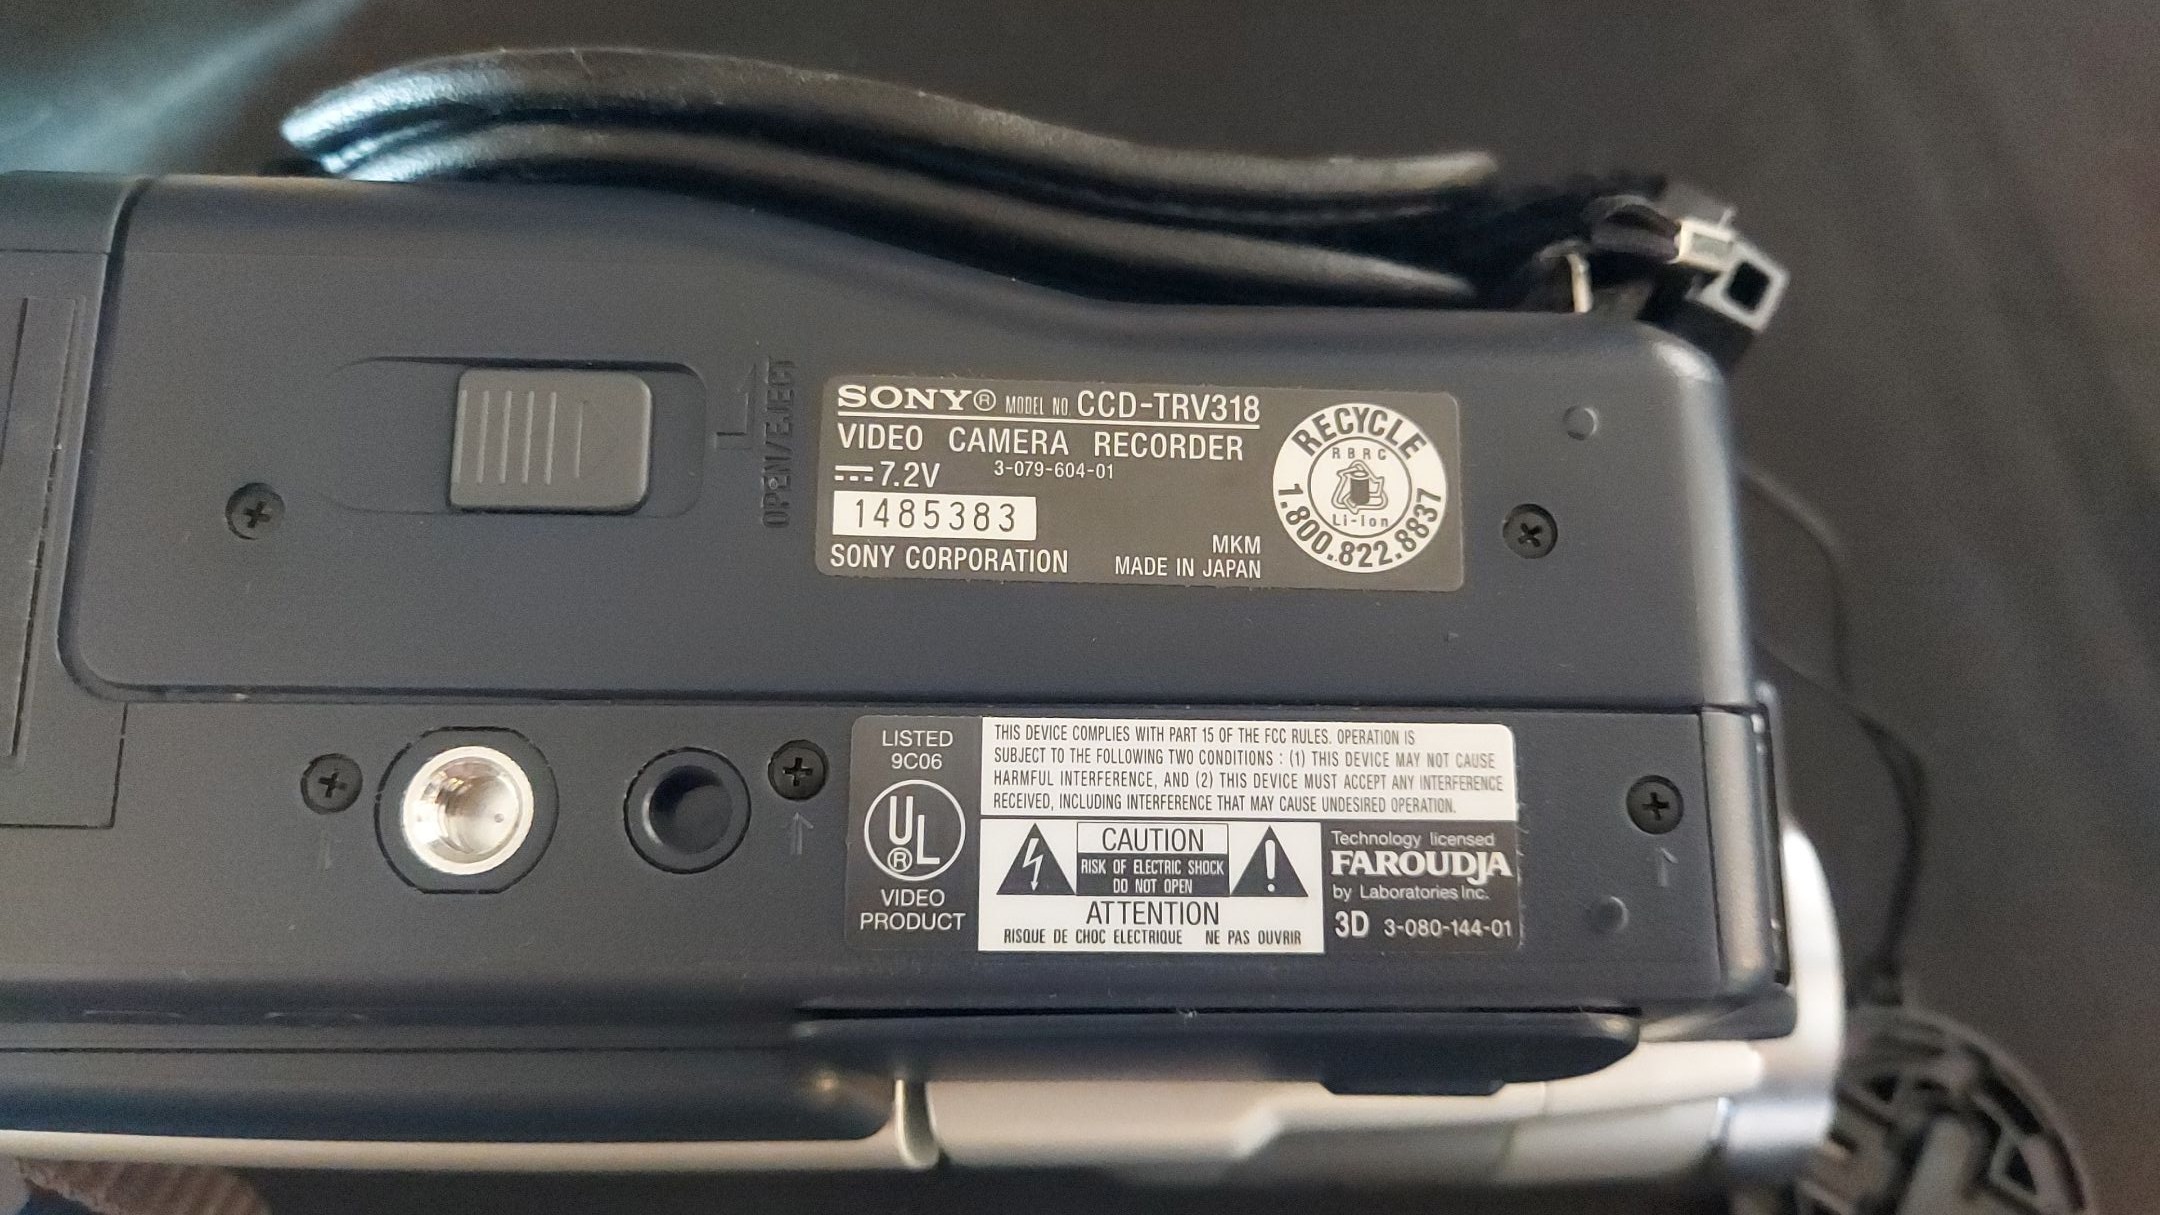 OPEN/EJECT
SONY® MODEL NO. CCD-TRV318
VIDEO CAMERA RECORDER
7.2V 3-079-604-01
1485383
MKM
SONY CORPORATION MADE IN JAPAN
RECYCLE
RBRC
Li-Ion
1.800.822.8837
LISTED
9C06
UL®
VIDEO
PRODUCT
THIS DEVICE COMPLIES WITH PART 15 OF THE FCC RULES. OPERATION IS
SUBJECT TO THE FOLLOWING TWO CONDITIONS : (1) THIS DEVICE MAY NOT CAUSE
HARMFUL INTERFERENCE, AND (2) THIS DEVICE MUST ACCEPT ANY INTERFERENCE
RECEIVED, INCLUDING INTERFERENCE THAT MAY CAUSE UNDESIRED OPERATION.
CAUTION
RISK OF ELECTRIC SHOCK
DO NOT OPEN
ATTENTION
RISQUE DE CHOC ELECTRIQUE NE PAS OUVRIR
Technology licensed
FAROUDJA
by Laboratories Inc.
3D 3-080-144-01